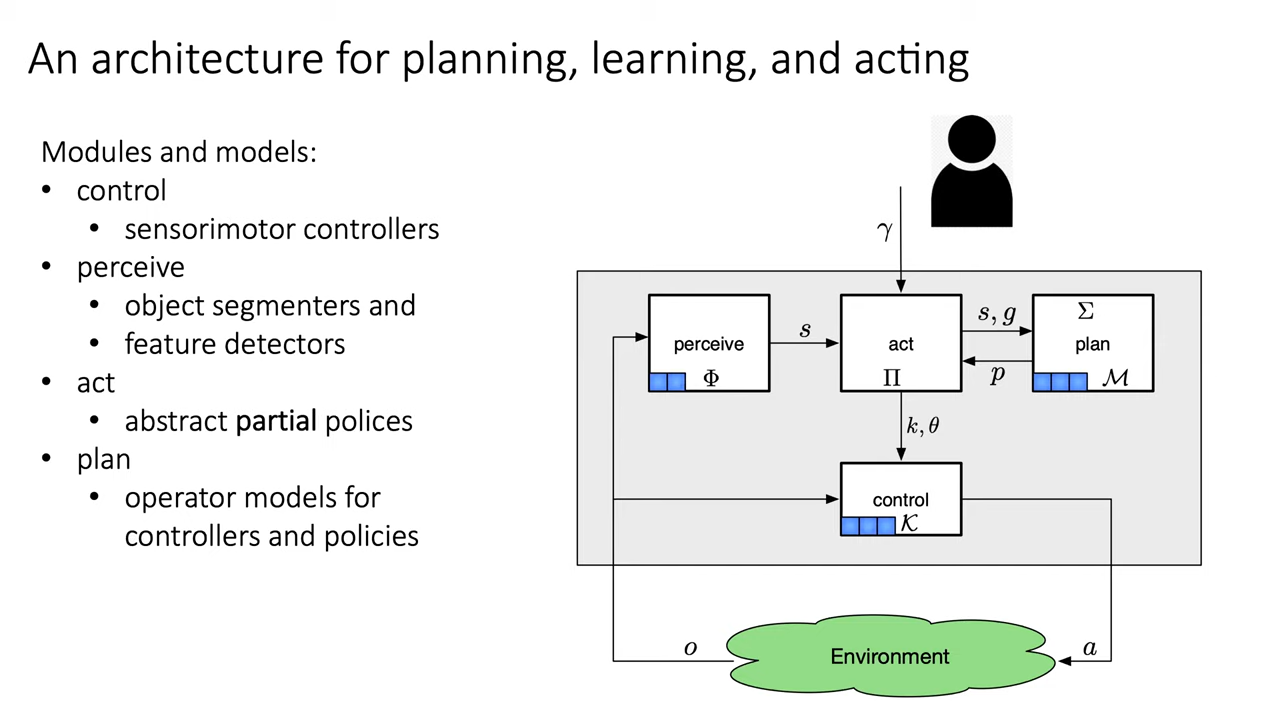 An architecture for planning, learning, and acting
Modules and models:
• control
• sensorimotor controllers
• perceive
• object segmenters and
• feature detectors
• act
• abstract partial polices
• plan
• operator models for
controllers and policies
γ
perceive
Φ
s
act
Π
s, g
p
Σ
plan
ℳ
k, θ
control
𝒦
o
Environment
a